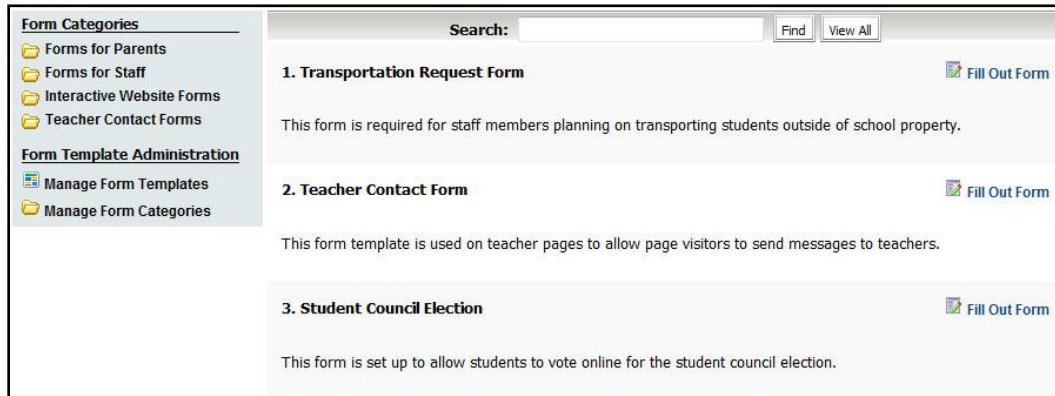 Form Categories
Forms for Parents
Forms for Staff
Interactive Website Forms
Teacher Contact Forms
Form Template Administration
Manage Form Templates
Manage Form Categories
Search: Find View All
1. Transportation Request Form Fill Out Form
This form is required for staff members planning on transporting students outside of school property.
2. Teacher Contact Form Fill Out Form
This form template is used on teacher pages to allow page visitors to send messages to teachers.
3. Student Council Election Fill Out Form
This form is set up to allow students to vote online for the student council election.